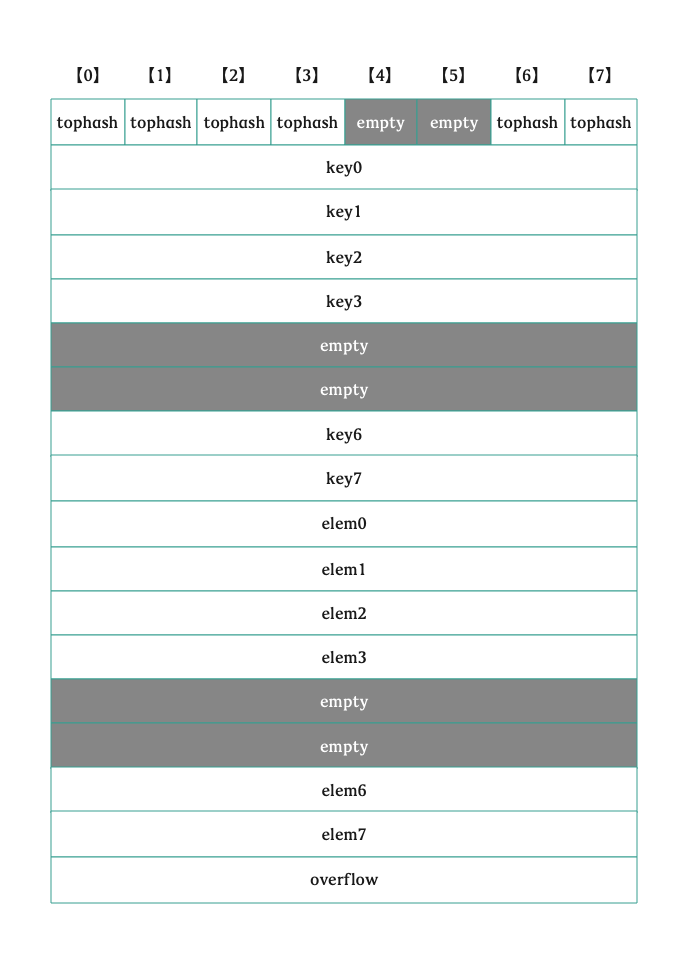 【0】 【1】 【2】 【3】 【4】 【5】 【6】 【7】
tophash tophash tophash tophash empty empty tophash tophash
key0
key1
key2
key3
empty
empty
key6
key7
elem0
elem1
elem2
elem3
empty
empty
elem6
elem7
overflow